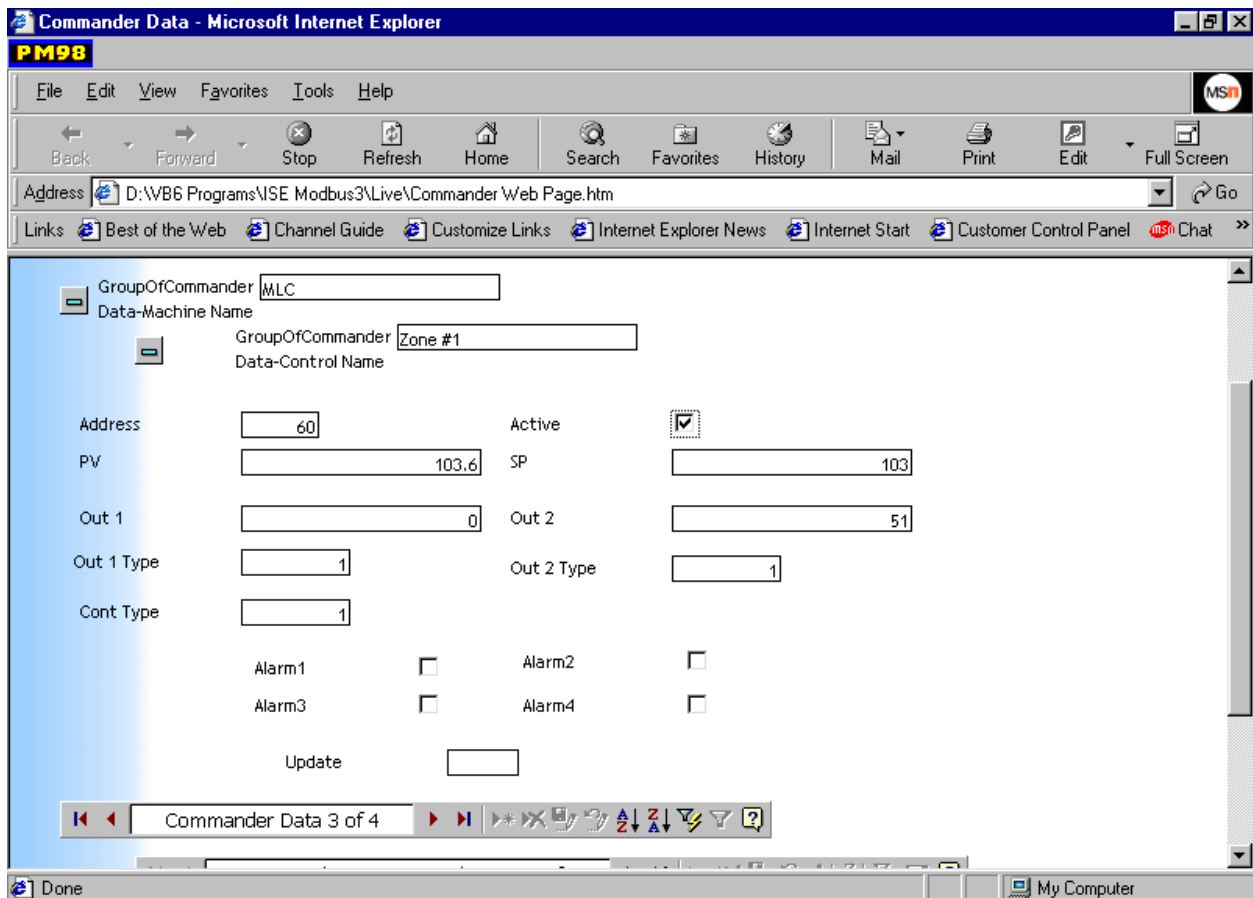 Commander Data - Microsoft Internet Explorer
PM98
File Edit View Favorites Tools Help
msn
Back Forward Stop Refresh Home Search Favorites History Mail Print Edit Full Screen
Address D:\VB6 Programs\ISE Modbus3\Live\Commander Web Page.htm Go
Links Best of the Web Channel Guide Customize Links Internet Explorer News Internet Start Customer Control Panel msn Chat »
GroupOfCommander MLC
Data-Machine Name
GroupOfCommander Zone #1
Data-Control Name
Address 60 Active
PV 103.6 SP 103
Out 1 0 Out 2 51
Out 1 Type 1 Out 2 Type 1
Cont Type 1
Alarm1 Alarm2
Alarm3 Alarm4
Update
Commander Data 3 of 4
Done My Computer